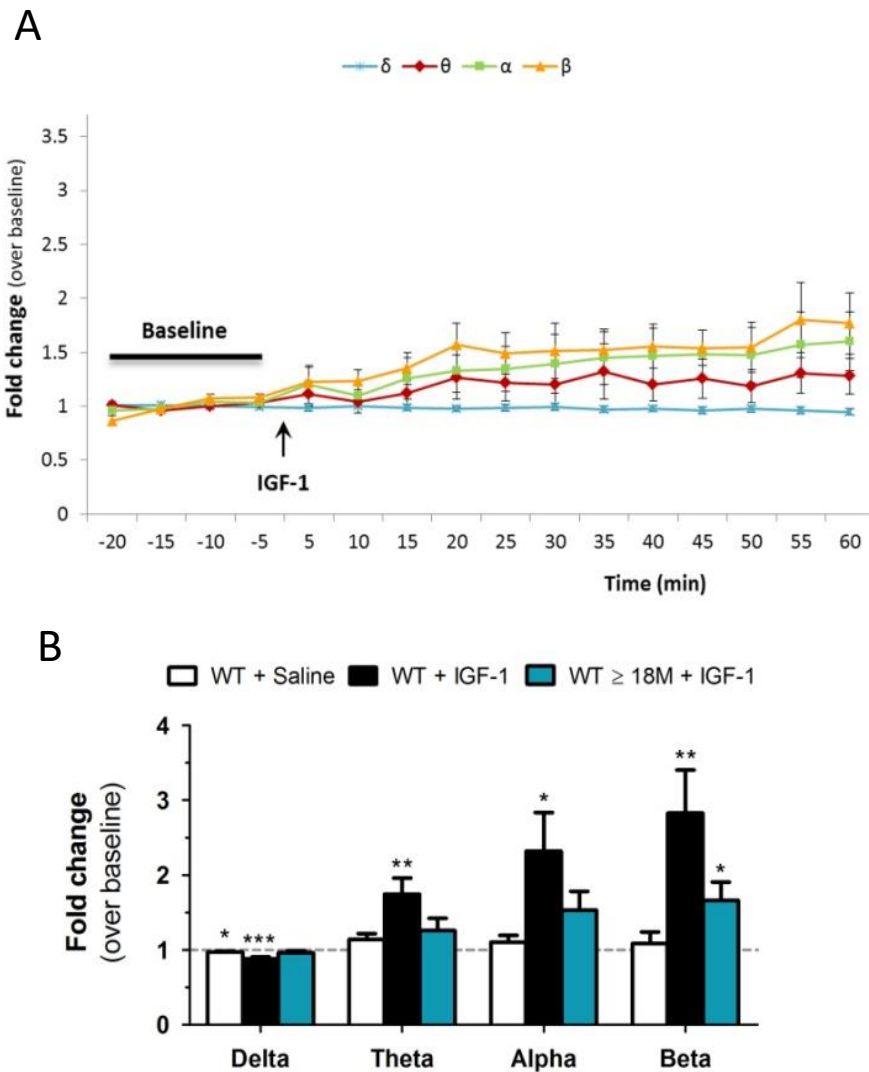 A
δ θ α β
3.5
3
2.5
2
1.5
1
0.5
0
Fold change (over baseline)
Baseline
IGF-1
-20 -15 -10 -5 5 10 15 20 25 30 35 40 45 50 55 60
Time (min)
B
WT + Saline WT + IGF-1 WT ≥ 18M + IGF-1
4
3
2
1
0
Fold change
(over baseline)
* *** ** * ** *
Delta Theta Alpha Beta